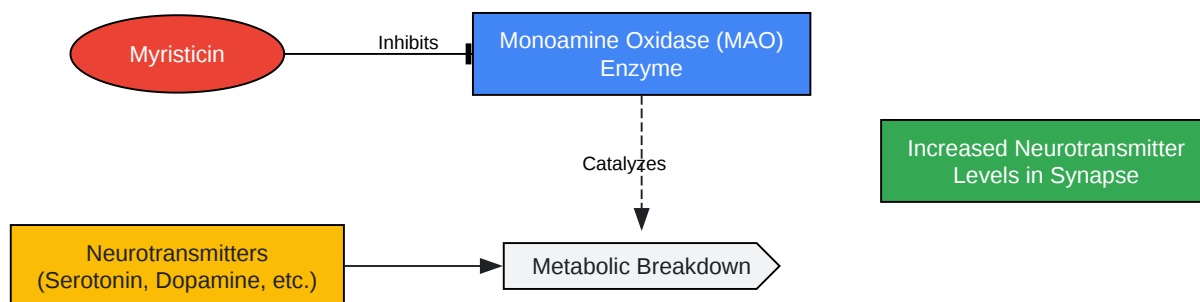 Myristicin
Inhibits
Monoamine Oxidase (MAO)
Enzyme
Increased Neurotransmitter
Levels in Synapse
Catalyzes
Neurotransmitters
(Serotonin, Dopamine, etc.)
Metabolic Breakdown